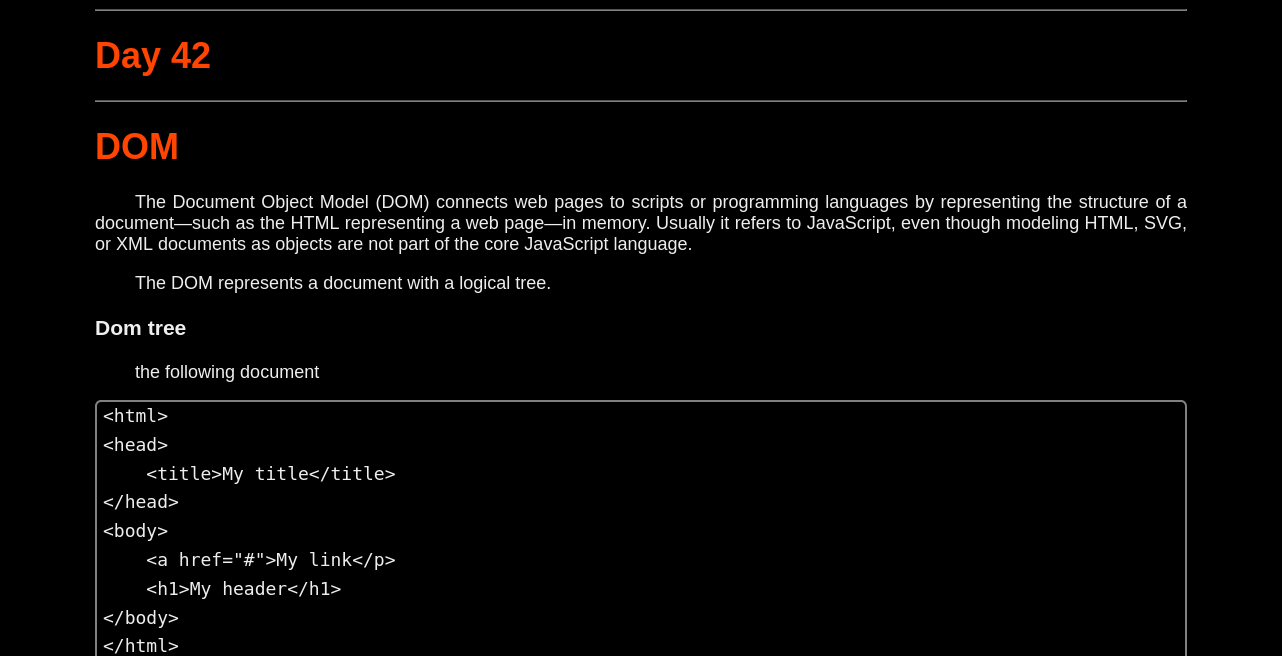 Day 42
DOM
The Document Object Model (DOM) connects web pages to scripts or programming languages by representing the structure of a
document—such as the HTML representing a web page—in memory. Usually it refers to JavaScript, even though modeling HTML, SVG,
or XML documents as objects are not part of the core JavaScript language.
The DOM represents a document with a logical tree.
Dom tree
the following document
<html>
<head>
    <title>My title</title>
</head>
<body>
    <a href="#">My link</p>
    <h1>My header</h1>
</body>
</html>